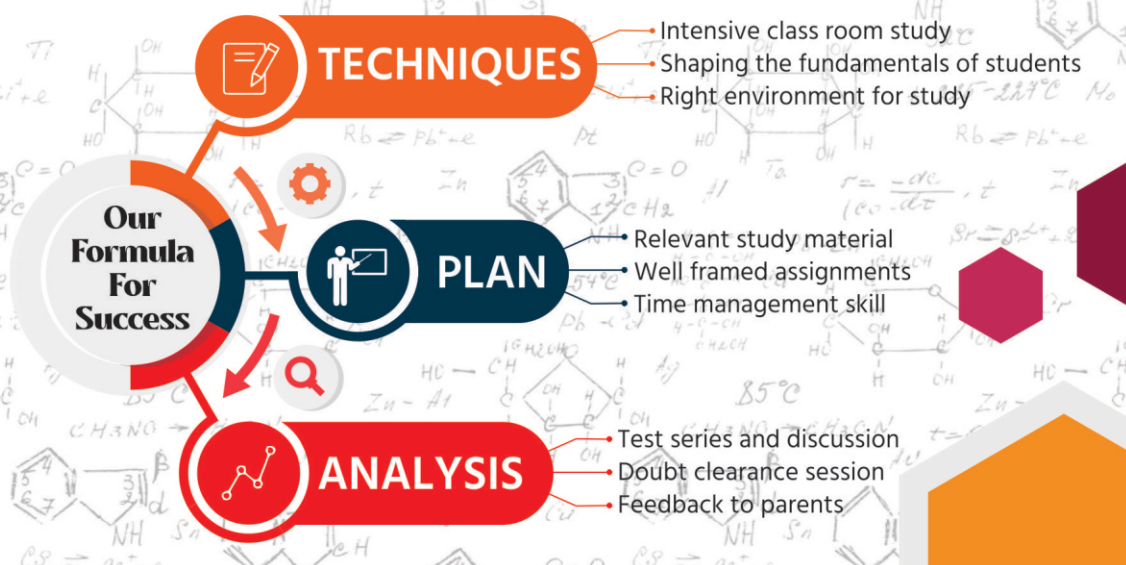 Our
Formula
For
Success
TECHNIQUES
Intensive class room study
Shaping the fundamentals of students
Right environment for study
PLAN
Relevant study material
Well framed assignments
Time management skill
ANALYSIS
Test series and discussion
Doubt clearance session
Feedback to parents